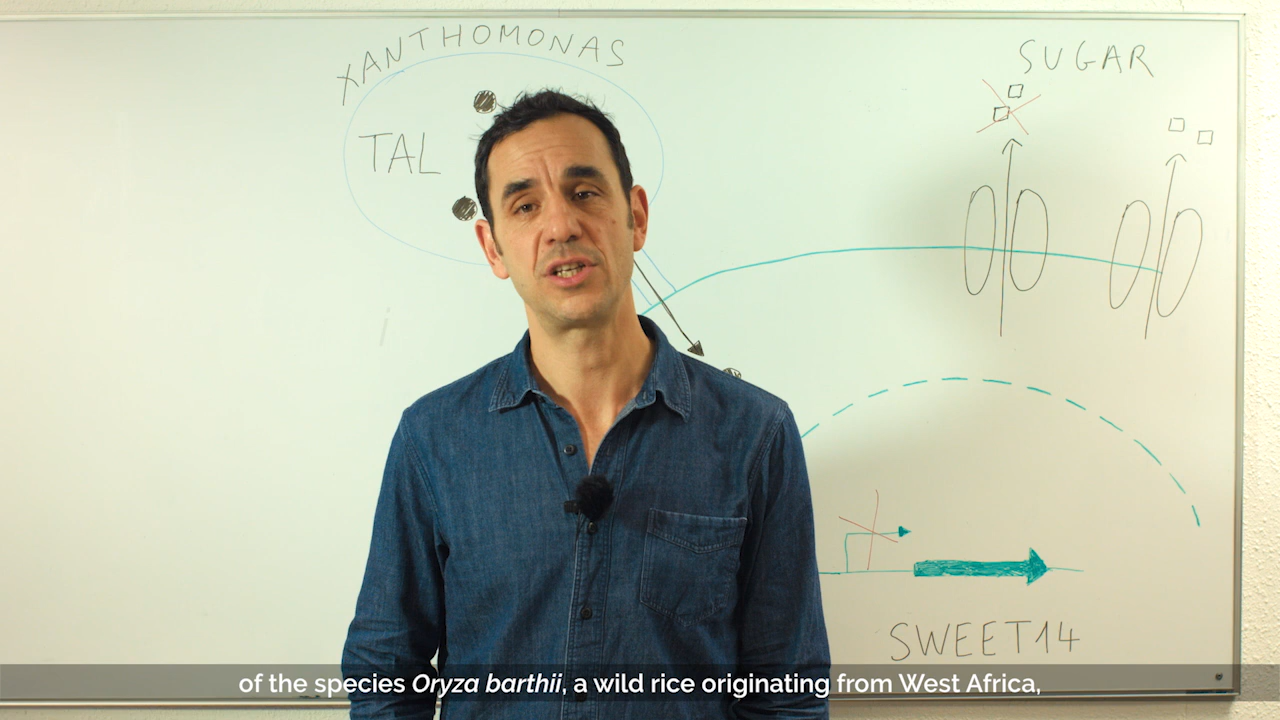 XANTHOMONAS
SUGAR
TAL
SWEET14
of the species Oryza barthii, a wild rice originating from West Africa,